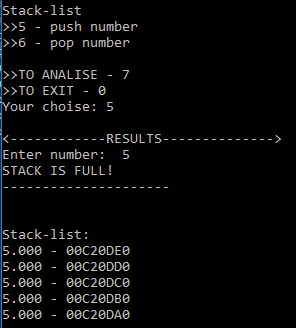 Stack-list
>>5 - push number
>>6 - pop number
>>TO ANALISE - 7
>>TO EXIT - 0
Your choise: 5
<------------RESULTS-------------->
Enter number:  5
STACK IS FULL!
---------------------
Stack-list:
5.000 - 00C20DE0
5.000 - 00C20DD0
5.000 - 00C20DC0
5.000 - 00C20DB0
5.000 - 00C20DA0